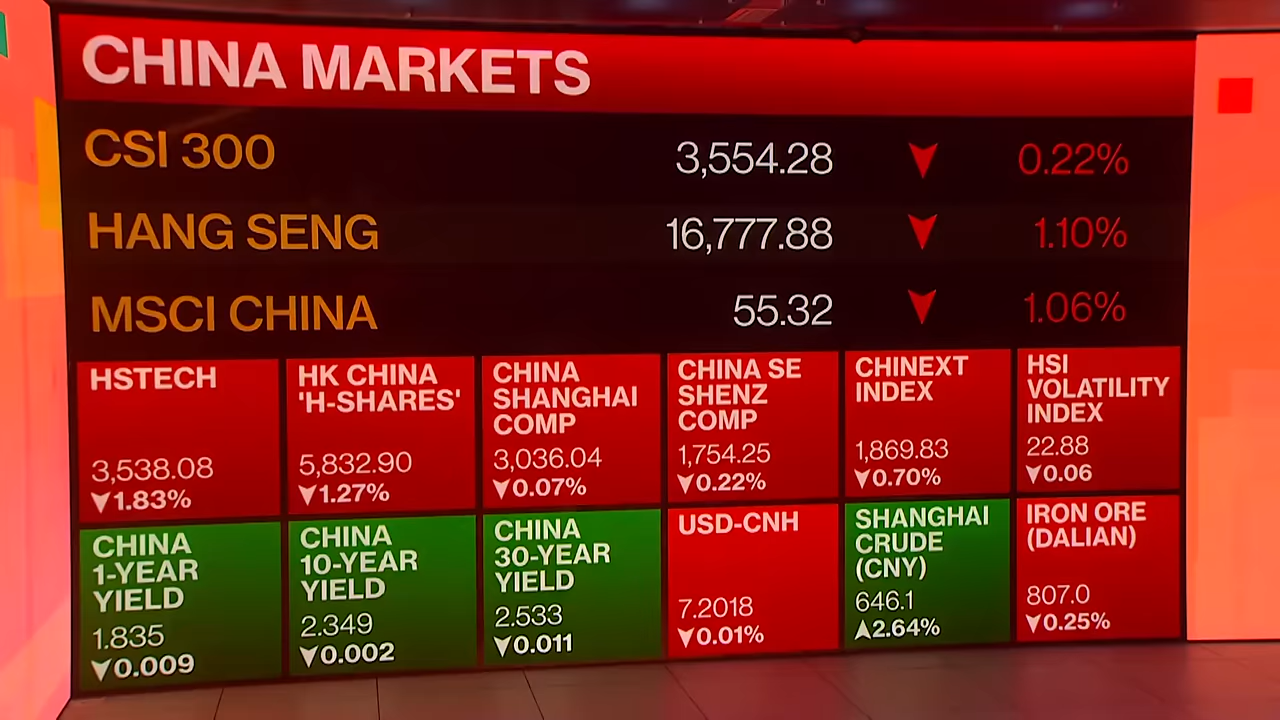 CHINA MARKETS
CSI 300 3,554.28 ▼ 0.22%
HANG SENG 16,777.88 ▼ 1.10%
MSCI CHINA 55.32 ▼ 1.06%
HSTECH
3,538.08
▼1.83%
HK CHINA
'H-SHARES'
5,832.90
▼1.27%
CHINA
SHANGHAI
COMP
3,036.04
▼0.07%
CHINA SE
SHENZ
COMP
1,754.25
▼0.22%
CHINEXT
INDEX
1,869.83
▼0.70%
HSI
VOLATILITY
INDEX
22.88
▼0.06
CHINA
1-YEAR
YIELD
1.835
▼0.009
CHINA
10-YEAR
YIELD
2.349
▼0.002
CHINA
30-YEAR
YIELD
2.533
▼0.011
USD-CNH
7.2018
▼0.01%
SHANGHAI
CRUDE
(CNY)
646.1
▲2.64%
IRON ORE
(DALIAN)
807.0
▼0.25%